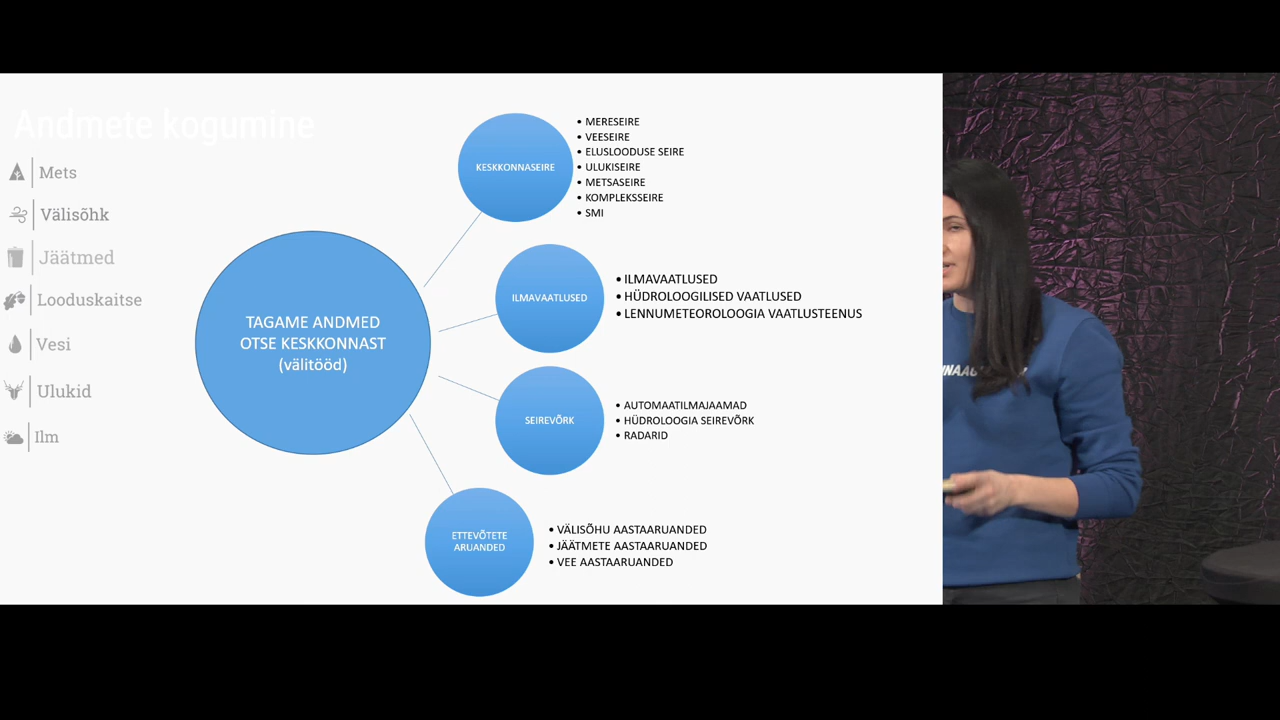 Andmete kogumine
Mets
Välisõhk
Jäätmed
Looduskaitse
Vesi
Ulukid
Ilm
TAGAME ANDMED
OTSE KESKKONNAST
(välitööd)
KESKKONNASEIRE
• MERESEIRE
• VEESEIRE
• ELUSLOODUSE SEIRE
• ULUKISEIRE
• METSASEIRE
• KOMPLEKSSEIRE
• SMI
ILMAVAATLUSED
• ILMAVAATLUSED
• HÜDROLOOGILISED VAATLUSED
• LENNUMETEOROLOOGIA VAATLUSTEENUS
SEIREVÕRK
• AUTOMAATILMAJAAMAD
• HÜDROLOOGIA SEIREVÕRK
• RADARID
ETTEVÕTETE
ARUANDED
• VÄLISÕHU AASTAARUANDED
• JÄÄTMETE AASTAARUANDED
• VEE AASTAARUANDED